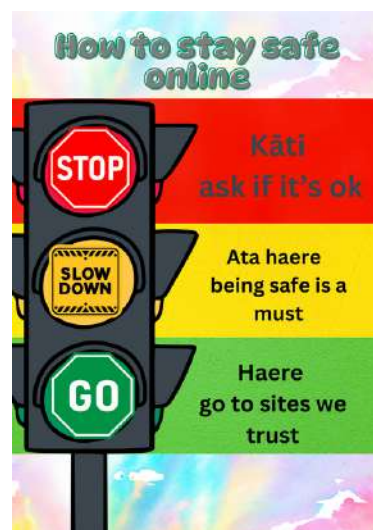 How to stay safe
online
STOP
Kāti
ask if it's ok
SLOW
DOWN
Ata haere
being safe is a
must
GO
Haere
go to sites we
trust